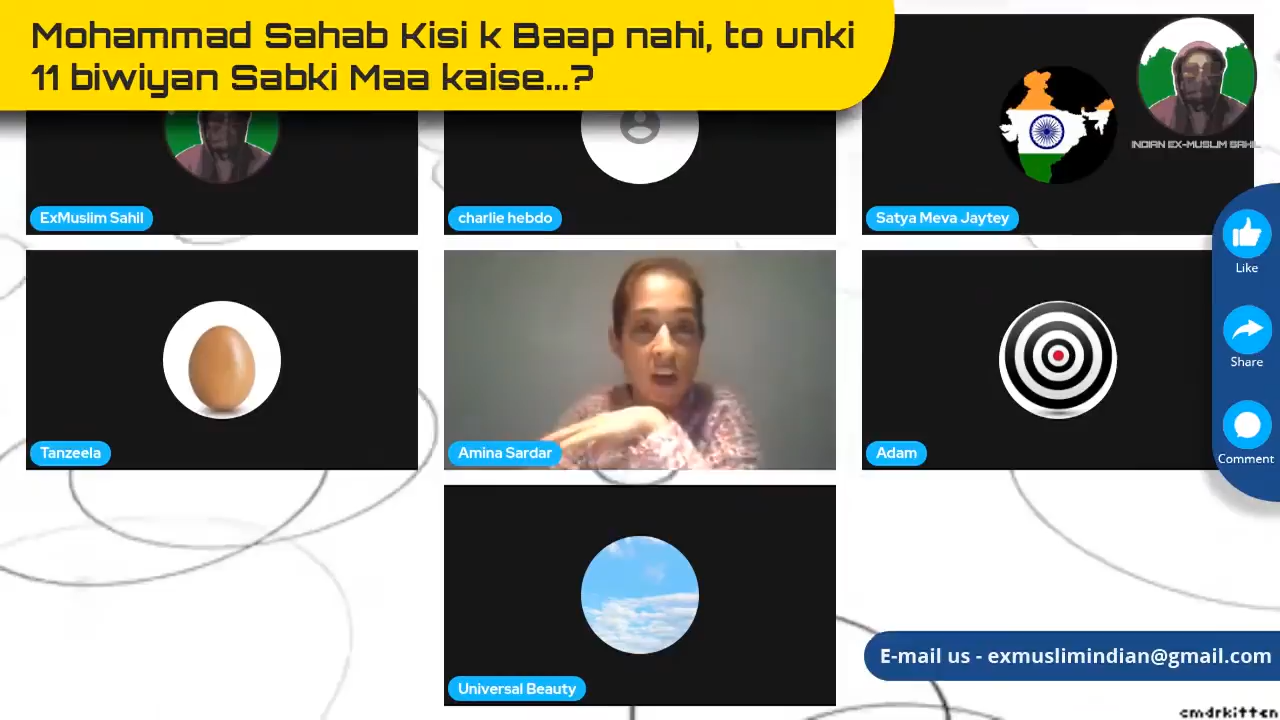 Mohammad Sahab Kisi k Baap nahi, to unki
11 biwiyan Sabki Maa kaise...?
INDIAN EX-MUSLIM SAHIL
ExMuslim Sahil
charlie hebdo
Satya Meva Jaytey
Like
Share
Tanzeela
Amina Sardar
Adam
Comment
Universal Beauty
E-mail us - exmuslimindian@gmail.com
cmdrkitten